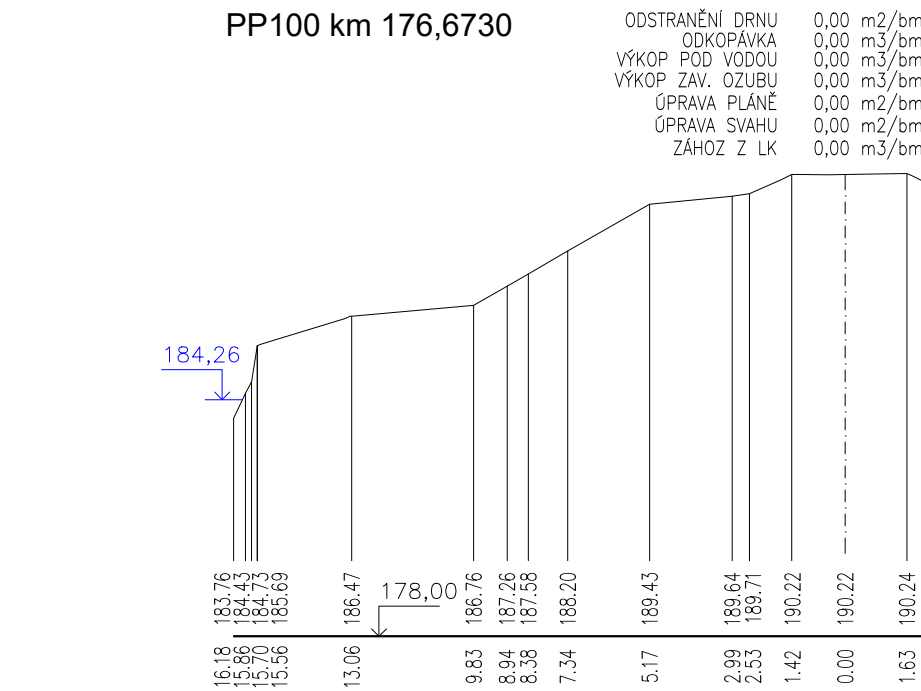 PP100 km 176,6730
ODSTRANĚNÍ DRNU 0,00 m2/bm
ODKOPÁVKA 0,00 m3/bm
VÝKOP POD VODOU 0,00 m3/bm
VÝKOP ZAV. OZUBU 0,00 m3/bm
ÚPRAVA PLÁNĚ 0,00 m2/bm
ÚPRAVA SVAHU 0,00 m2/bm
ZÁHOZ Z LK 0,00 m3/bm
184,26
183.76 184.43 184.73 185.69 186.47 186.76 187.26 187.58 188.20 189.43 189.64 189.71 190.22 190.22 190.24
178,00
16.18 15.86 15.70 15.56 13.06 9.83 8.94 8.38 7.34 5.17 2.99 2.53 1.42 0.00 1.63